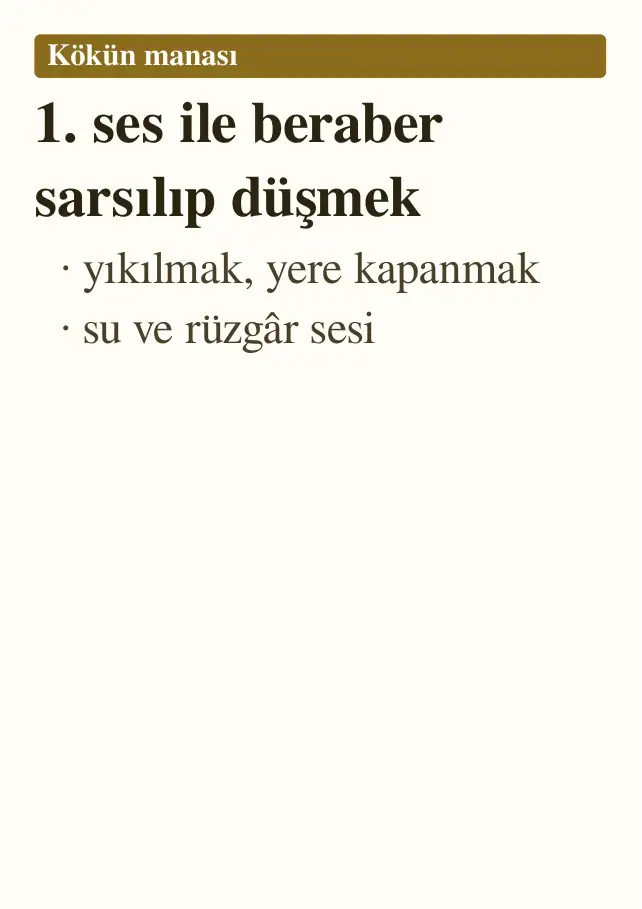 Kökün manası
1. ses ile beraber
sarsılıp düşmek
· yıkılmak, yere kapanmak
· su ve rüzgâr sesi